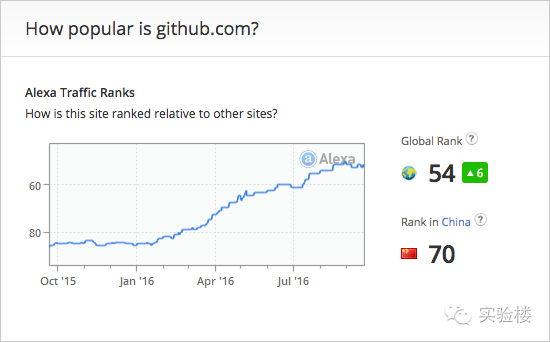 How popular is github.com?
Alexa Traffic Ranks
How is this site ranked relative to other sites?
a Alexa
60
80
Oct '15
Jan '16
Apr '16
Jul '16
Global Rank ?
54
6
Rank in China ?
70
实验楼